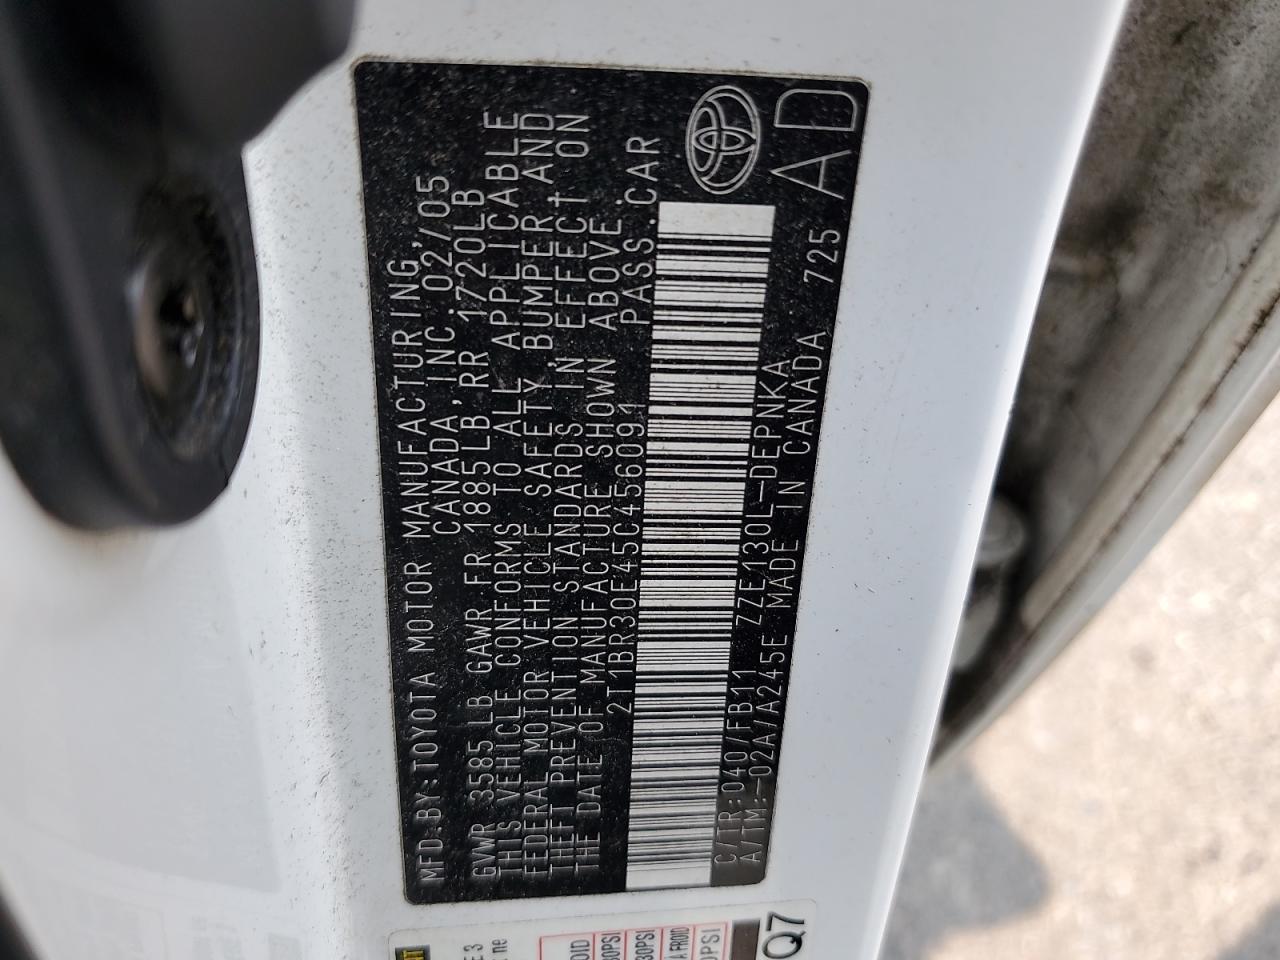 MFD.BY:TOYOTA MOTOR MANUFACTURING,
CANADA,INC. 02/05
GVWR 3585LB GAWR FR 1885LB,RR 1720LB
THIS VEHICLE CONFORMS TO ALL APPLICABLE
FEDERAL MOTOR VEHICLE SAFETY,BUMPER,AND
THEFT PREVENTION STANDARDS IN EFFECT ON
THE DATE OF MANUFACTURE SHOWN ABOVE.
2T1BR30E45C456091 PASS.CAR
C/TR:040/FB11 ZZE130L-DEPNKA
A/TM:-02A/A245E MADE IN CANADA 725
AD
Q7